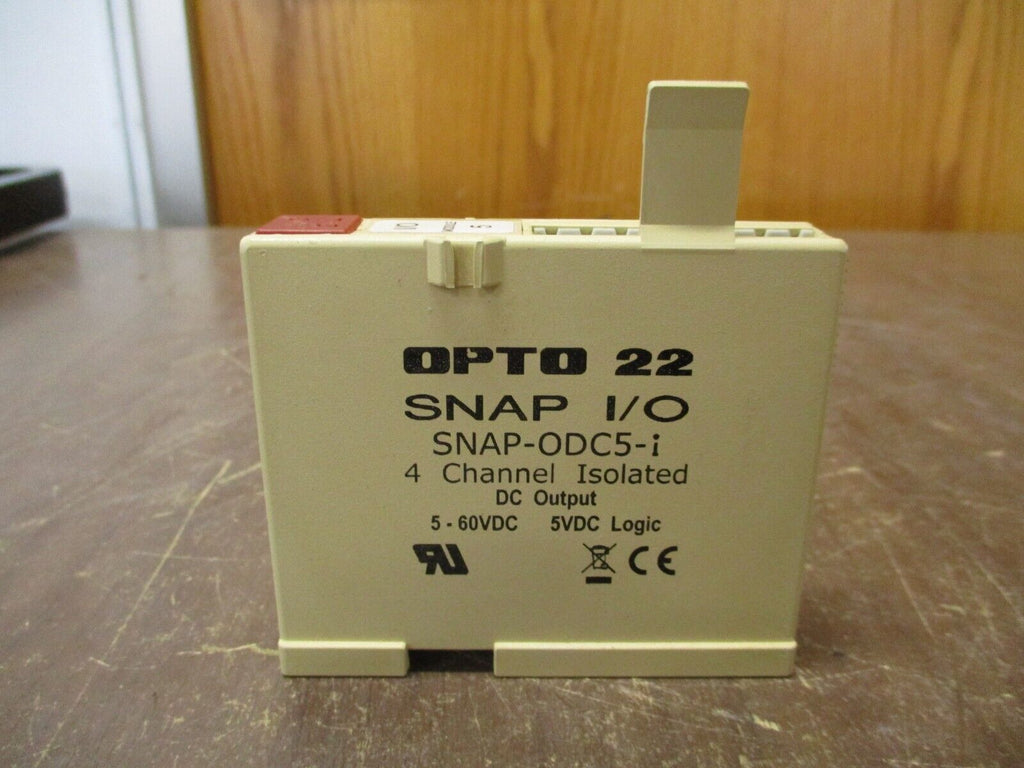 OPTO 22
SNAP I/O
SNAP-ODC5-i
4 Channel Isolated
DC Output
5 - 60VDC 5VDC Logic
CE